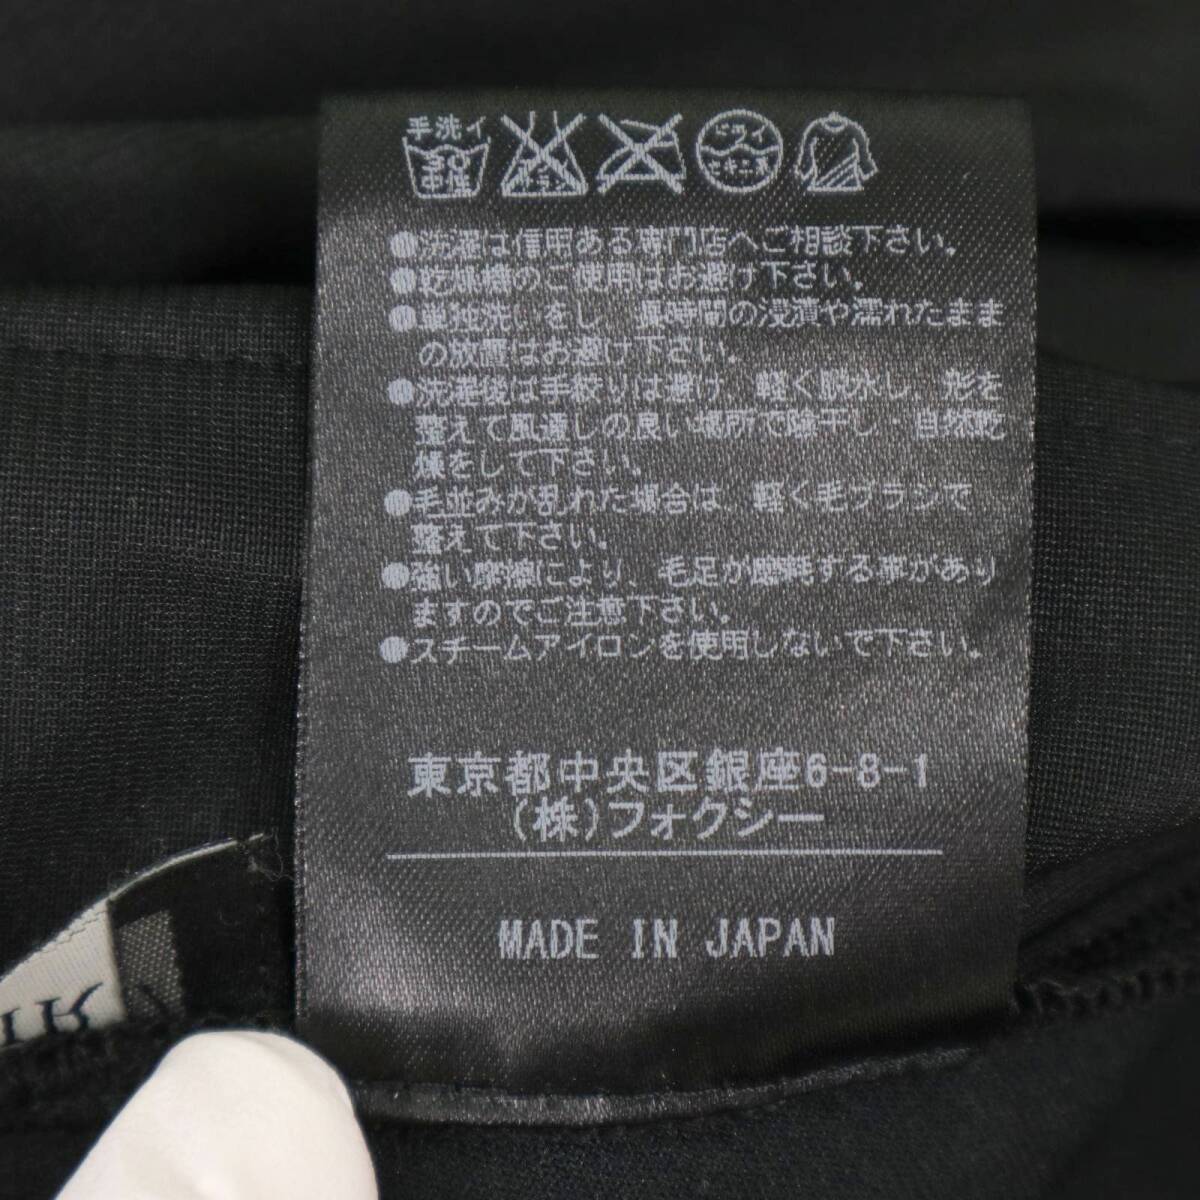 手洗イ
30
中性
ドライ
セキユ系
●洗濯は信用ある専門店へご相談下さい。
●乾燥機のご使用はお避け下さい。
●単独洗いをし、長時間の浸漬や濡れたまま
の放置はお避け下さい。
●洗濯後は手絞りは避け、軽く脱水し、形を
整えて風通しの良い場所で陰干し・自然乾
燥をして下さい。
●毛並みが乱れた場合は、軽く毛ブラシで
整えて下さい。
●強い摩擦により、毛足が磨耗する事があり
ますのでご注意下さい。
●スチームアイロンを使用しないで下さい。
東京都中央区銀座6-8-1
(株)フォクシー
MADE IN JAPAN